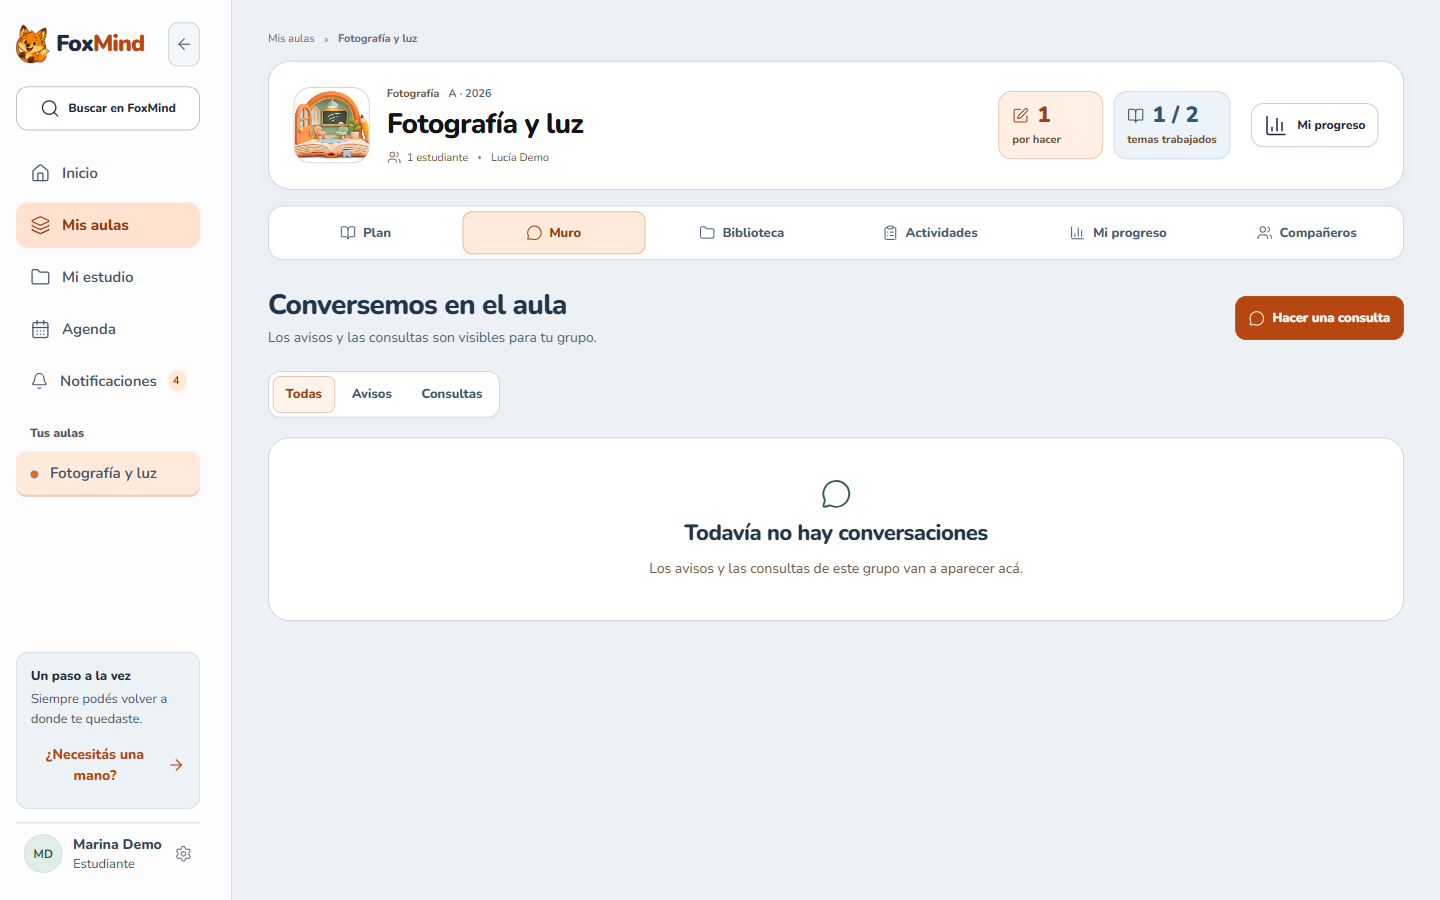 FoxMind
Buscar en FoxMind
Inicio
Mis aulas
Mi estudio
Agenda
Notificaciones 4
Tus aulas
Fotografía y luz
Un paso a la vez
Siempre podés volver a
donde te quedaste.
¿Necesitás una
mano?
MD
Marina Demo
Estudiante
Mis aulas › Fotografía y luz
Fotografía A · 2026
Fotografía y luz
1 estudiante • Lucía Demo
1
por hacer
1 / 2
temas trabajados
Mi progreso
Plan
Muro
Biblioteca
Actividades
Mi progreso
Compañeros
Conversemos en el aula
Los avisos y las consultas son visibles para tu grupo.
Hacer una consulta
Todas
Avisos
Consultas
Todavía no hay conversaciones
Los avisos y las consultas de este grupo van a aparecer acá.